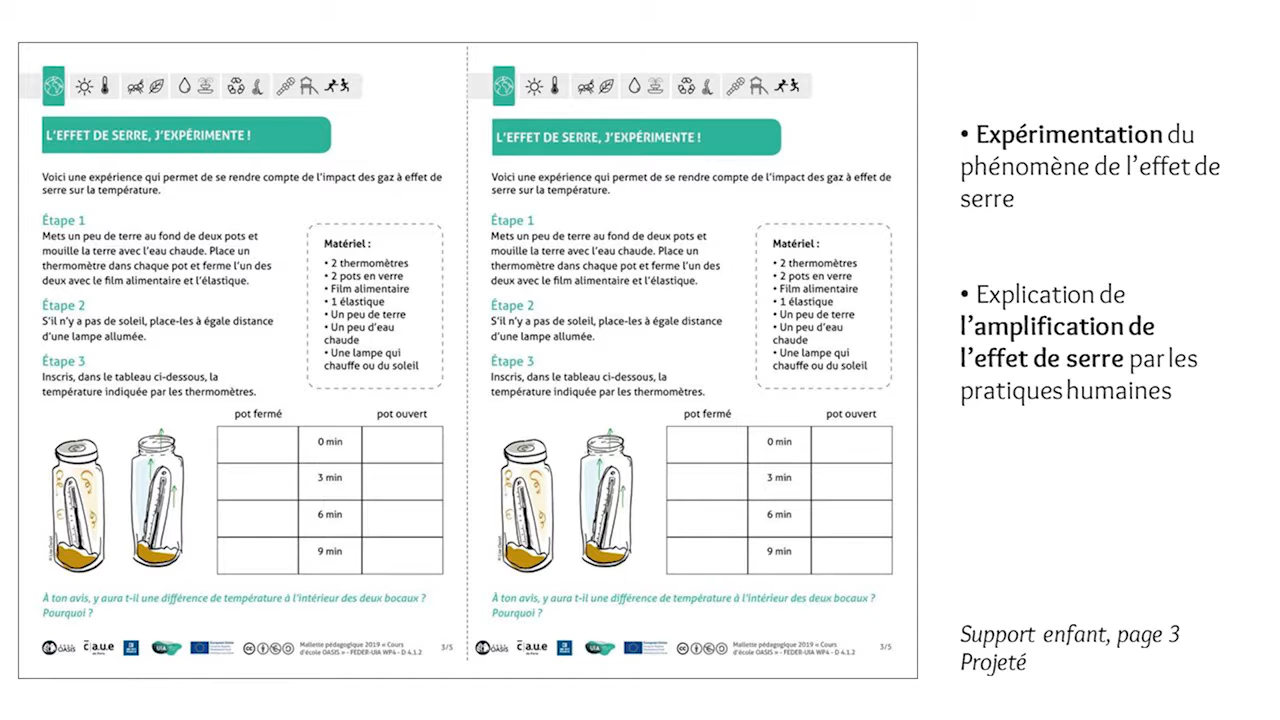 L'EFFET DE SERRE, J'EXPÉRIMENTE !
Voici une expérience qui permet de se rendre compte de l'impact des gaz à effet de
serre sur la température.
Étape 1
Mets un peu de terre au fond de deux pots et
mouille la terre avec l'eau chaude. Place un
thermomètre dans chaque pot et ferme l'un des
deux avec le film alimentaire et l'élastique.
Étape 2
S'il n'y a pas de soleil, place-les à égale distance
d'une lampe allumée.
Étape 3
Inscris, dans le tableau ci-dessous, la
température indiquée par les thermomètres.
Matériel :
• 2 thermomètres
• 2 pots en verre
• Film alimentaire
• 1 élastique
• Un peu de terre
• Un peu d'eau
chaude
• Une lampe qui
chauffe ou du soleil
pot fermé pot ouvert
0 min
3 min
6 min
9 min
À ton avis, y aura t-il une différence de température à l'intérieur des deux bocaux ?
Pourquoi ?
OASIS c|a.u.e UIA
Mallette pédagogique 2019 « Cours
d'école OASIS » - FEDER-UIA WP4 - D 4.1.2
3/5
L'EFFET DE SERRE, J'EXPÉRIMENTE !
Voici une expérience qui permet de se rendre compte de l'impact des gaz à effet de
serre sur la température.
Étape 1
Mets un peu de terre au fond de deux pots et
mouille la terre avec l'eau chaude. Place un
thermomètre dans chaque pot et ferme l'un des
deux avec le film alimentaire et l'élastique.
Étape 2
S'il n'y a pas de soleil, place-les à égale distance
d'une lampe allumée.
Étape 3
Inscris, dans le tableau ci-dessous, la
température indiquée par les thermomètres.
Matériel :
• 2 thermomètres
• 2 pots en verre
• Film alimentaire
• 1 élastique
• Un peu de terre
• Un peu d'eau
chaude
• Une lampe qui
chauffe ou du soleil
pot fermé pot ouvert
0 min
3 min
6 min
9 min
À ton avis, y aura t-il une différence de température à l'intérieur des deux bocaux ?
Pourquoi ?
OASIS c|a.u.e UIA
Mallette pédagogique 2019 « Cours
d'école OASIS » - FEDER-UIA WP4 - D 4.1.2
3/5
• Expérimentation du
phénomène de l'effet de
serre
• Explication de
l'amplification de
l'effet de serre par les
pratiques humaines
Support enfant, page 3
Projeté